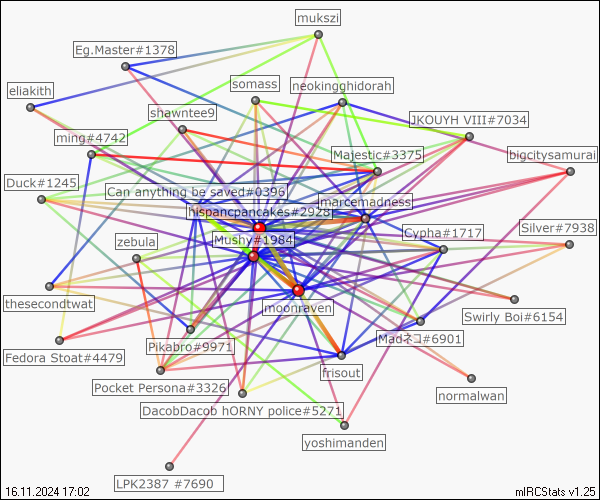 mukszi
Eg.Master#1378
somass
neokingghidorah
eliakith
shawntee9
JKOUYH VIII#7034
ming#4742
Majestic#3375
bigcitysamurai
Duck#1245
Can anything be saved#0396
marcemadness
hispancpancakes#2928
Silver#7938
Cypha#1717
zebula
Mushy#1984
thesecondtwat
moonraven
Swirly Boi#6154
Madネコ#6901
Pikabro#9971
Fedora Stoat#4479
frisout
Pocket Persona#3326
normalwan
DacobDacob hORNY police#5271
yoshimanden
LPK2387 #7690
16.11.2024 17:02
mIRCStats v1.25